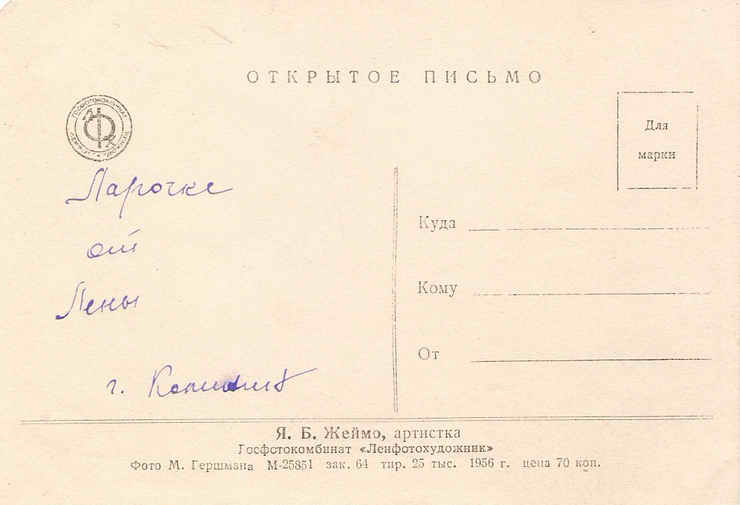 ОТКРЫТОЕ ПИСЬМО
Для
марки
Ларочке
от
Лены
г.
Куда
Кому
От
Я. Б. Жеймо, артистка
Госфотокомбинат «Ленфотохудожник»
Фото М. Гершмана М-25851 зак. 64 тир. 25 тыс. 1956 г. цена 70 коп.